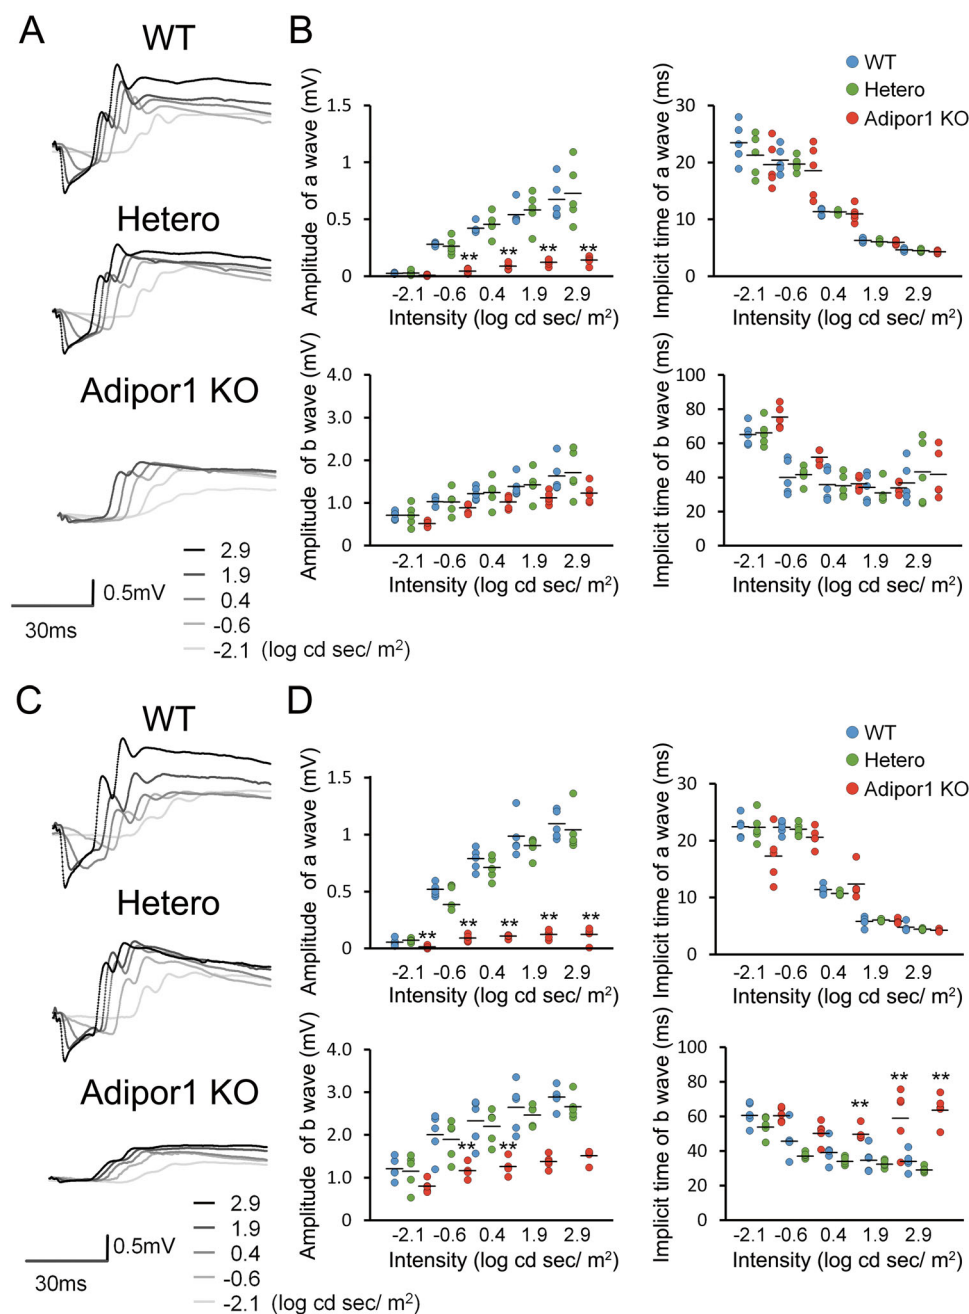 A
WT
Hetero
Adipor1 KO
2.9
1.9
0.4
-0.6
-2.1 (log cd sec/ m²)
0.5mV
30ms
B
WT
Hetero
Adipor1 KO
Amplitude of a wave (mV)
1.5
1
0.5
0
** ** ** **
-2.1 -0.6 0.4 1.9 2.9
Intensity (log cd sec/ m²)
Implicit time of a wave (ms)
30
20
10
0
-2.1 -0.6 0.4 1.9 2.9
Intensity (log cd sec/ m²)
Amplitude of b wave (mV)
4.0
3.0
2.0
1.0
0
-2.1 -0.6 0.4 1.9 2.9
Intensity (log cd sec/ m²)
Implicit time of b wave (ms)
100
80
60
40
20
0
-2.1 -0.6 0.4 1.9 2.9
Intensity (log cd sec/ m²)
C
WT
Hetero
Adipor1 KO
2.9
1.9
0.4
-0.6
-2.1 (log cd sec/ m²)
0.5mV
30ms
D
WT
Hetero
Adipor1 KO
Amplitude of a wave (mV)
1.5
1
0.5
0
** ** ** ** **
-2.1 -0.6 0.4 1.9 2.9
Intensity (log cd sec/ m²)
Implicit time of a wave (ms)
30
20
10
0
-2.1 -0.6 0.4 1.9 2.9
Intensity (log cd sec/ m²)
Amplitude of b wave (mV)
4.0
3.0
2.0
1.0
0
** **
-2.1 -0.6 0.4 1.9 2.9
Intensity (log cd sec/ m²)
Implicit time of b wave (ms)
100
80
60
40
20
0
** ** **
-2.1 -0.6 0.4 1.9 2.9
Intensity (log cd sec/ m²)